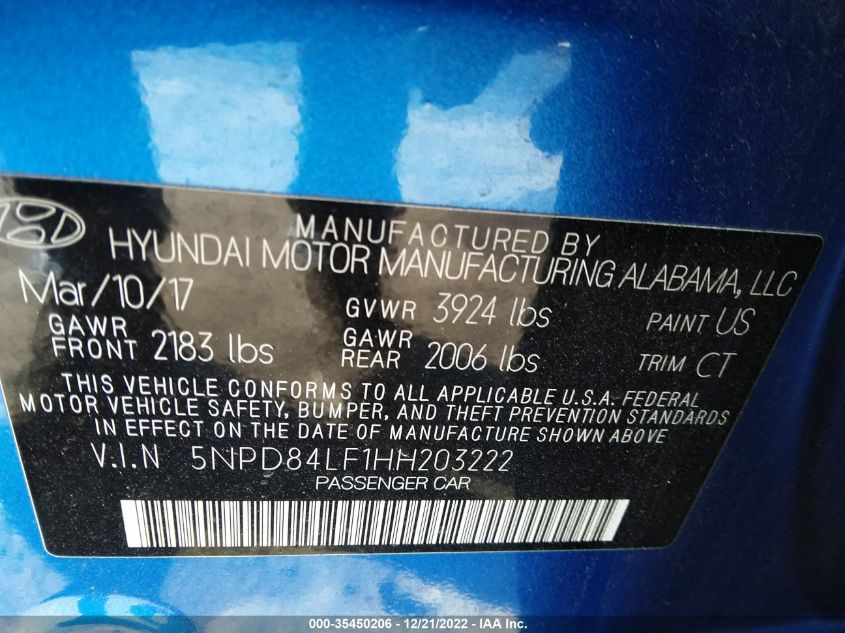 MANUFACTURED BY
HYUNDAI MOTOR MANUFACTURING ALABAMA, LLC
Mar/10/17 GVWR 3924 lbs PAINT US
GAWR FRONT 2183 lbs GAWR REAR 2006 lbs TRIM CT
THIS VEHICLE CONFORMS TO ALL APPLICABLE U.S.A. FEDERAL
MOTOR VEHICLE SAFETY, BUMPER, AND THEFT PREVENTION STANDARDS
IN EFFECT ON THE DATE OF MANUFACTURE SHOWN ABOVE.
V.I.N 5NPD84LF1HH203222
PASSENGER CAR
000-35450206 - 12/21/2022 - IAA Inc.